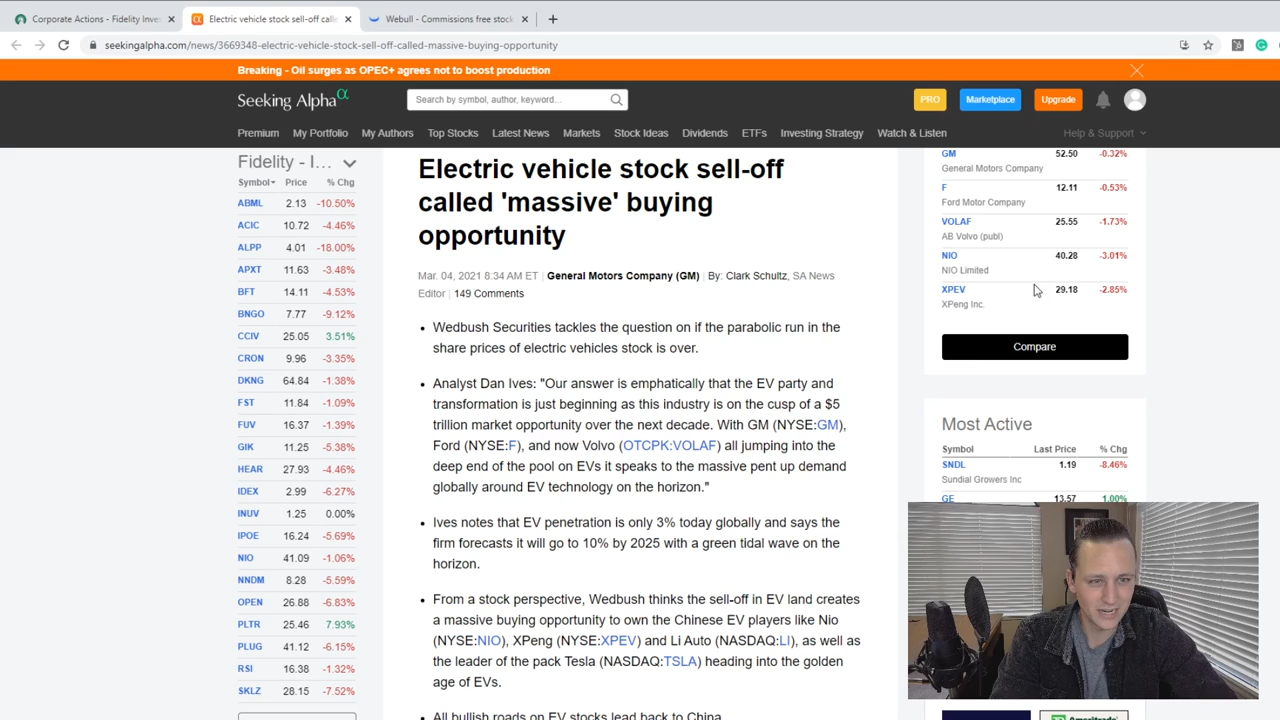 Corporate Actions - Fidelity Inves
Electric vehicle stock sell-off calle
Webull - Commissions free stock
seekingalpha.com/news/3669348-electric-vehicle-stock-sell-off-called-massive-buying-opportunity
Breaking - Oil surges as OPEC+ agrees not to boost production
Seeking Alpha α
Search by symbol, author, keyword...
PRO
Marketplace
Upgrade
Premium My Portfolio My Authors Top Stocks Latest News Markets Stock Ideas Dividends ETFs Investing Strategy Watch & Listen Help & Support
Fidelity - I...
Symbol Price % Chg
ABML 2.13 -10.50%
ACIC 10.72 -4.46%
ALPP 4.01 -18.00%
APXT 11.63 -3.48%
BFT 14.11 -4.53%
BNGO 7.77 -9.12%
CCIV 25.05 3.51%
CRON 9.96 -3.35%
DKNG 64.84 -1.38%
FST 11.84 -1.09%
FUV 16.37 -1.39%
GIK 11.25 -5.38%
HEAR 27.93 -4.46%
IDEX 2.99 -6.27%
INUV 1.25 0.00%
IPOE 16.24 -5.69%
NIO 41.09 -1.06%
NNDM 8.28 -5.59%
OPEN 26.88 -6.83%
PLTR 25.46 7.93%
PLUG 41.12 -6.15%
RSI 16.38 -1.32%
SKLZ 28.15 -7.52%
Electric vehicle stock sell-off
called 'massive' buying
opportunity
Mar. 04, 2021 8:34 AM ET | General Motors Company (GM) | By: Clark Schultz, SA News
Editor | 149 Comments
• Wedbush Securities tackles the question on if the parabolic run in the
share prices of electric vehicles stock is over.
• Analyst Dan Ives: "Our answer is emphatically that the EV party and
transformation is just beginning as this industry is on the cusp of a $5
trillion market opportunity over the next decade. With GM (NYSE:GM),
Ford (NYSE:F), and now Volvo (OTCPK:VOLAF) all jumping into the
deep end of the pool on EVs it speaks to the massive pent up demand
globally around EV technology on the horizon."
• Ives notes that EV penetration is only 3% today globally and says the
firm forecasts it will go to 10% by 2025 with a green tidal wave on the
horizon.
• From a stock perspective, Wedbush thinks the sell-off in EV land creates
a massive buying opportunity to own the Chinese EV players like Nio
(NYSE:NIO), XPeng (NYSE:XPEV) and Li Auto (NASDAQ:LI), as well as
the leader of the pack Tesla (NASDAQ:TSLA) heading into the golden
age of EVs.
• All bullish roads on EV stocks lead back to China
GM 52.50 -0.32%
General Motors Company
F 12.11 -0.53%
Ford Motor Company
VOLAF 25.55 -1.73%
AB Volvo (publ)
NIO 40.28 -3.01%
NIO Limited
XPEV 29.18 -2.85%
XPeng Inc.
Compare
Most Active
Symbol Last Price % Chg
SNDL 1.19 -8.46%
Sundial Growers Inc
GE 13.57 1.00%
Ameritrade